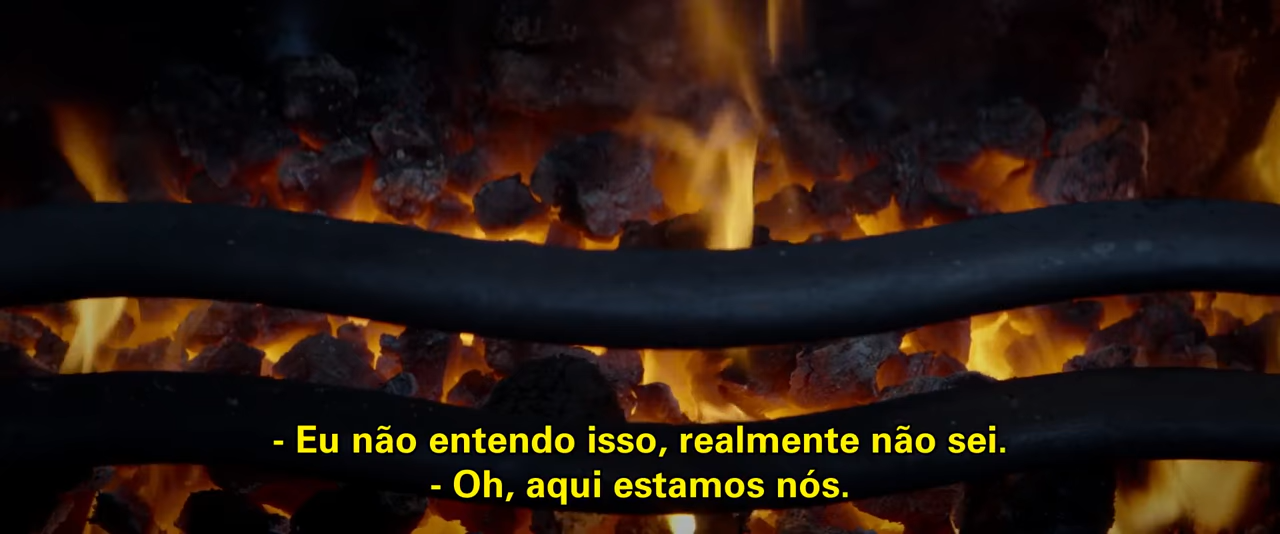 - Eu não entendo isso, realmente não sei.
- Oh, aqui estamos nós.